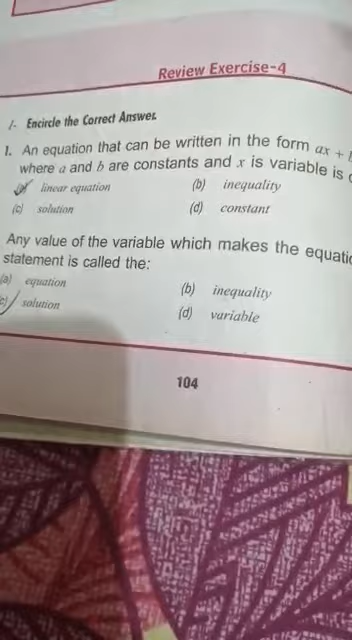 Review Exercise-4
1. Encircle the Correct Answer.
1. An equation that can be written in the form ax +
where a and b are constants and x is variable is
linear equation (b) inequality
(c) solution (d) constant
Any value of the variable which makes the
statement is called the:
(a) equation (b) inequality
c) solution (d) variable
104